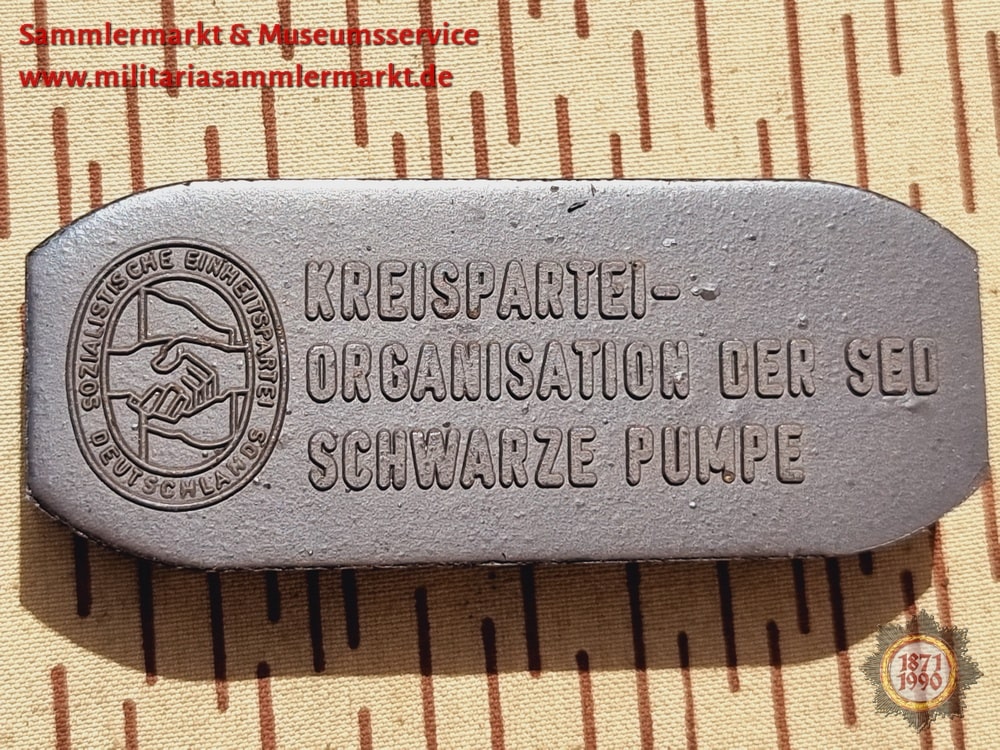 Sammlermarkt & Museumsservice
www.militariasammlermarkt.de
SOZIALISTISCHE EINHEITSPARTEI DEUTSCHLANDS
KREISPARTEI-
ORGANISATION DER SED
SCHWARZE PUMPE
1871
1990